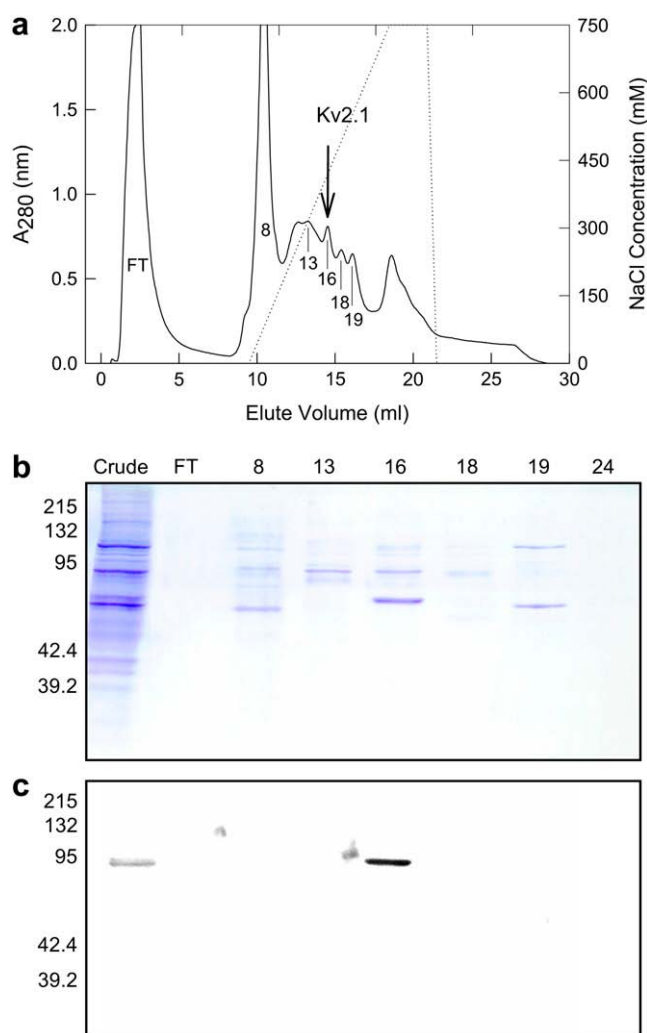 a
2.0
1.5
1.0
0.5
0.0
A280 (nm)
750
600
450
300
150
0
NaCl Concentration (mM)
Kv2.1
FT
8
13
16
18
19
0 5 10 15 20 25 30
Elute Volume (ml)
b
Crude FT 8 13 16 18 19 24
215
132
95
42.4
39.2
c
215
132
95
42.4
39.2